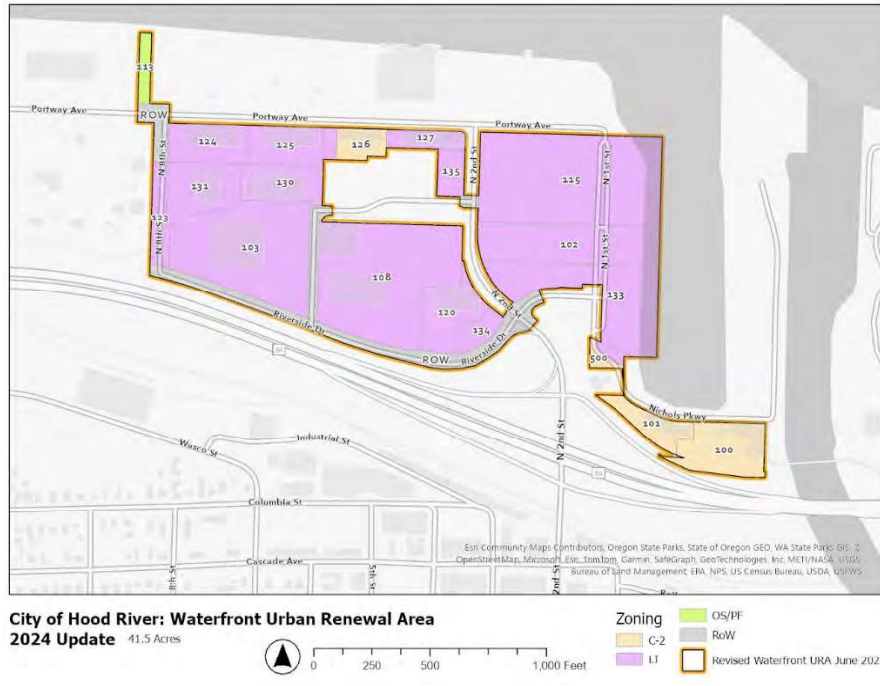 113
Portway Ave
ROW
Portway Ave
Portway Ave
124
125
126
127
N 8th St
N 2nd St
N 1st St
131
130
135
115
123
N 8th St
103
108
102
N 1st St
120
134
N 2nd St
133
Riverside Dr
ROW
Riverside Dr
84
500
Nichols Pkwy
101
100
N 2nd St
84
Wasco St
Industrial St
Columbia St
Cascade Ave
8th St
5th St
2nd St
Esri Community Maps Contributors, Oregon State Parks, State of Oregon GEO, WA State Parks GIS, ©
OpenStreetMap, Microsoft, Esri, TomTom, Garmin, SafeGraph, GeoTechnologies, Inc, METI/NASA, USGS,
Bureau of Land Management, EPA, NPS, US Census Bureau, USDA, USFWS
City of Hood River: Waterfront Urban Renewal Area
2024 Update 41.5 Acres
0 250 500 1,000 Feet
Zoning
C-2
LI
OS/PF
RoW
Revised Waterfront URA June